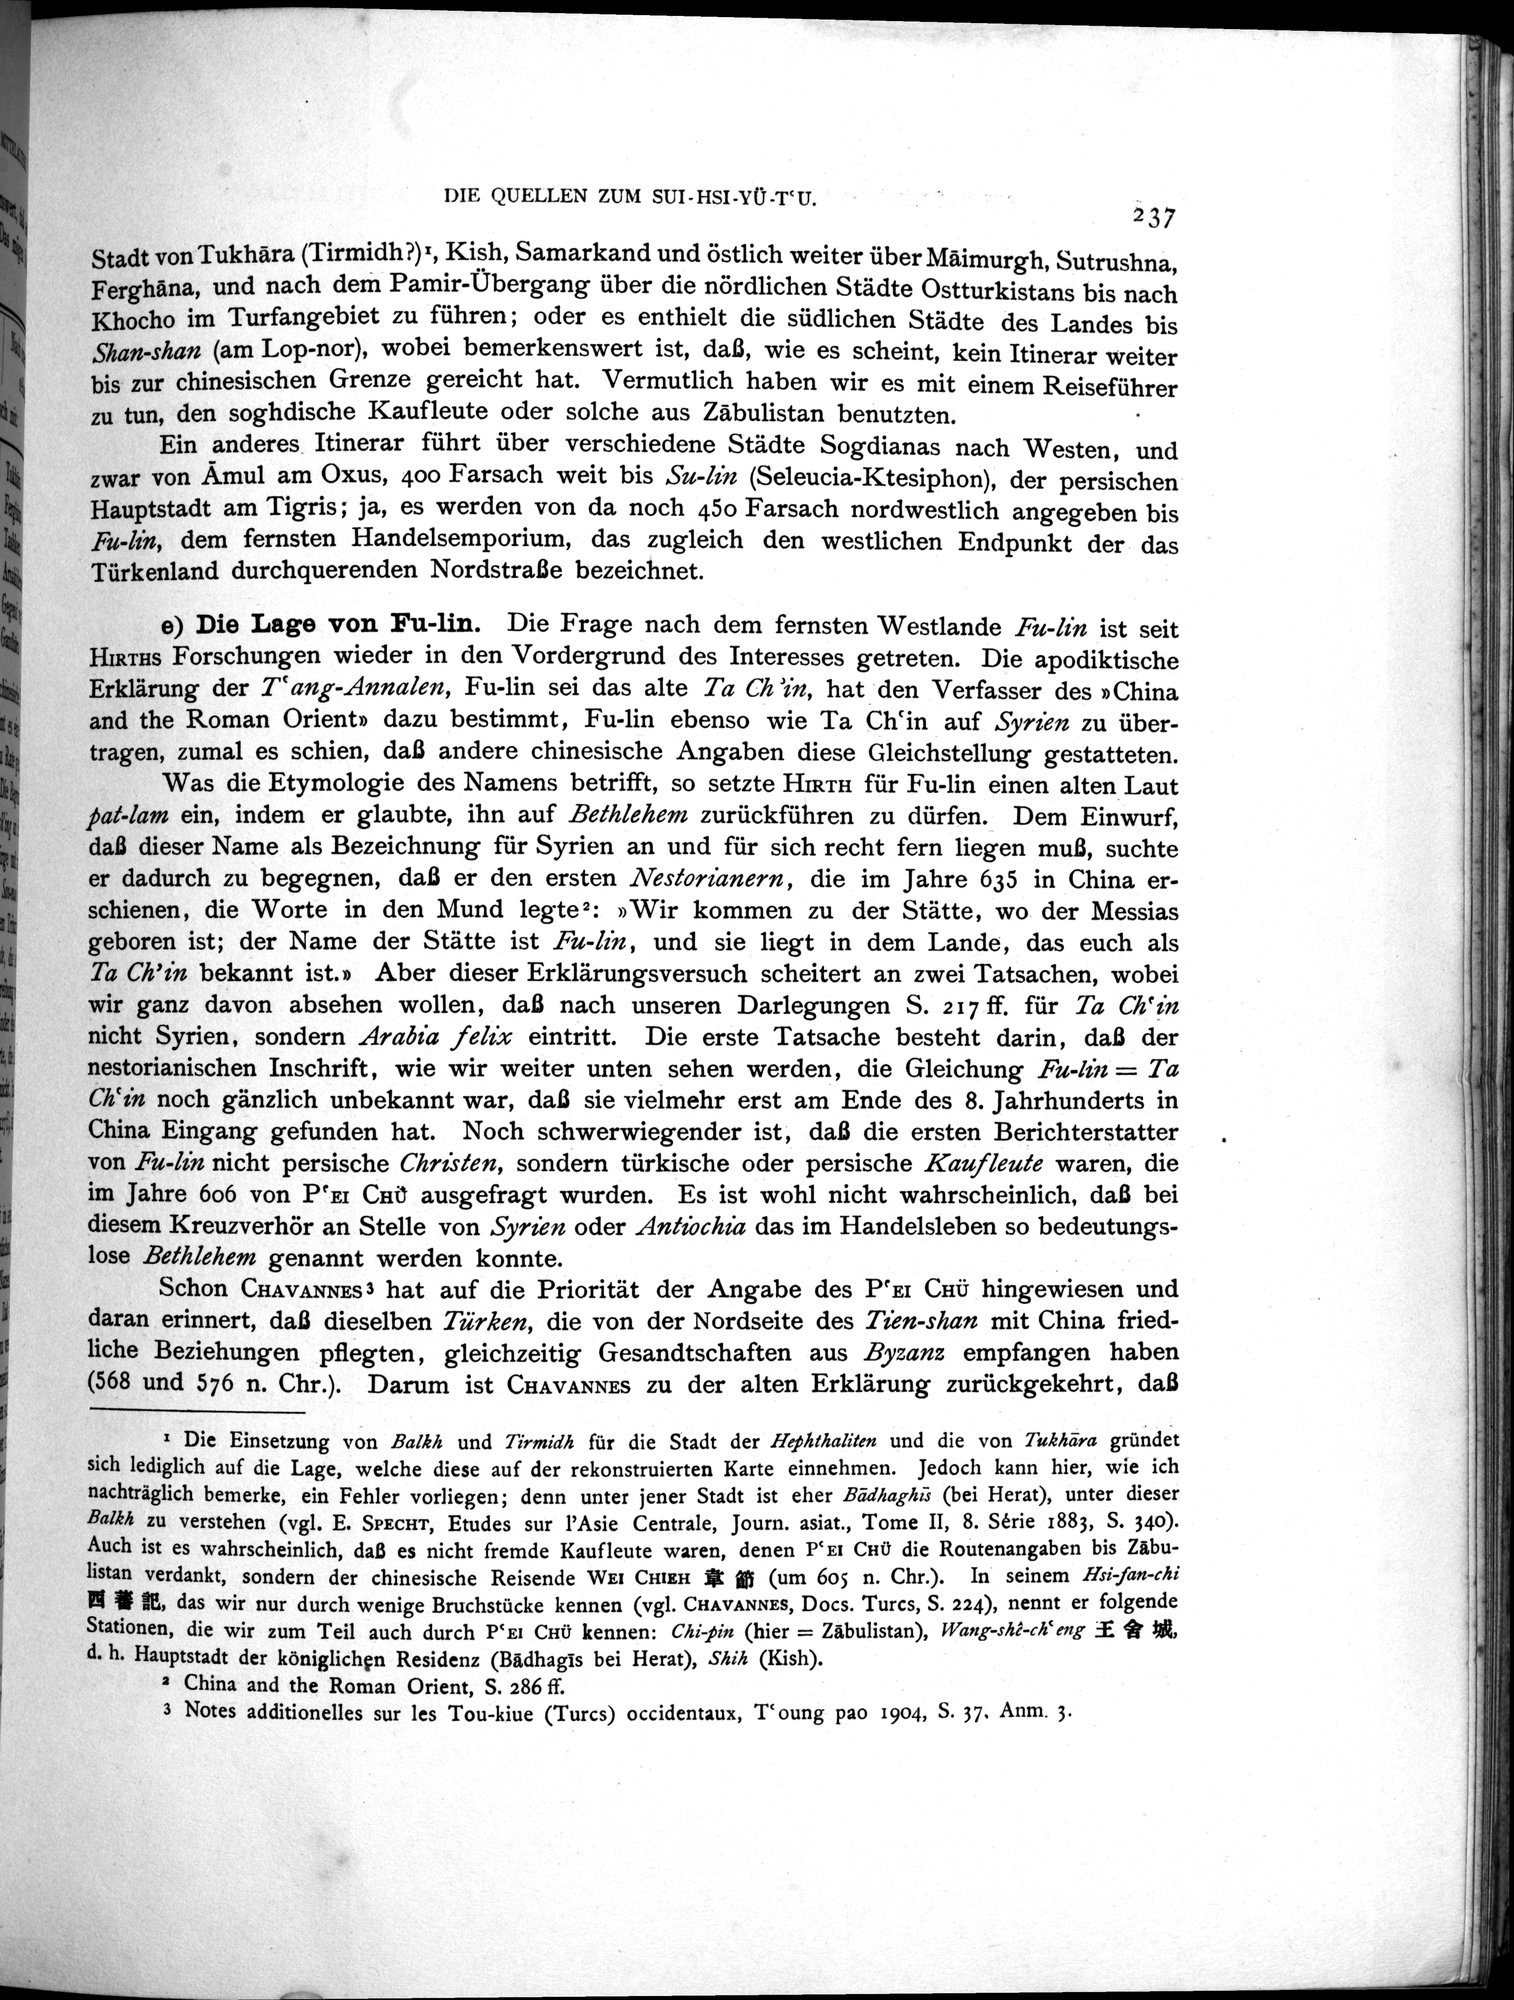 DIE QUELLEN ZUM SUI-HSI-YÜ-TʿU.
237
Stadt von Tukhāra (Tirmidh?)¹, Kish, Samarkand und östlich weiter über Māimurgh, Sutrushna,
Ferghāna, und nach dem Pamir-Übergang über die nördlichen Städte Ostturkistans bis nach
Khocho im Turfangebiet zu führen; oder es enthielt die südlichen Städte des Landes bis
Shan-shan (am Lop-nor), wobei bemerkenswert ist, daß, wie es scheint, kein Itinerar weiter
bis zur chinesischen Grenze gereicht hat. Vermutlich haben wir es mit einem Reiseführer
zu tun, den soghdische Kaufleute oder solche aus Zābulistan benutzten.
Ein anderes Itinerar führt über verschiedene Städte Sogdianas nach Westen, und
zwar von Āmul am Oxus, 400 Farsach weit bis Su-lin (Seleucia-Ktesiphon), der persischen
Hauptstadt am Tigris; ja, es werden von da noch 450 Farsach nordwestlich angegeben bis
Fu-lin, dem fernsten Handelsemporium, das zugleich den westlichen Endpunkt der das
Türkenland durchquerenden Nordstraße bezeichnet.
e) Die Lage von Fu-lin. Die Frage nach dem fernsten Westlande Fu-lin ist seit
HIRTHS Forschungen wieder in den Vordergrund des Interesses getreten. Die apodiktische
Erklärung der Tʿang-Annalen, Fu-lin sei das alte Ta Chʾin, hat den Verfasser des »China
and the Roman Orient» dazu bestimmt, Fu-lin ebenso wie Ta Chʿin auf Syrien zu über-
tragen, zumal es schien, daß andere chinesische Angaben diese Gleichstellung gestatteten.
Was die Etymologie des Namens betrifft, so setzte HIRTH für Fu-lin einen alten Laut
pat-lam ein, indem er glaubte, ihn auf Bethlehem zurückführen zu dürfen. Dem Einwurf,
daß dieser Name als Bezeichnung für Syrien an und für sich recht fern liegen muß, suchte
er dadurch zu begegnen, daß er den ersten Nestorianern, die im Jahre 635 in China er-
schienen, die Worte in den Mund legte²: »Wir kommen zu der Stätte, wo der Messias
geboren ist; der Name der Stätte ist Fu-lin, und sie liegt in dem Lande, das euch als
Ta Ch’in bekannt ist.» Aber dieser Erklärungsversuch scheitert an zwei Tatsachen, wobei
wir ganz davon absehen wollen, daß nach unseren Darlegungen S. 217 ff. für Ta Chʿin
nicht Syrien, sondern Arabia felix eintritt. Die erste Tatsache besteht darin, daß der
nestorianischen Inschrift, wie wir weiter unten sehen werden, die Gleichung Fu-lin = Ta
Chʿin noch gänzlich unbekannt war, daß sie vielmehr erst am Ende des 8. Jahrhunderts in
China Eingang gefunden hat. Noch schwerwiegender ist, daß die ersten Berichterstatter
von Fu-lin nicht persische Christen, sondern türkische oder persische Kaufleute waren, die
im Jahre 606 von PʿEI CHÜ ausgefragt wurden. Es ist wohl nicht wahrscheinlich, daß bei
diesem Kreuzverhör an Stelle von Syrien oder Antiochia das im Handelsleben so bedeutungs-
lose Bethlehem genannt werden konnte.
Schon CHAVANNES³ hat auf die Priorität der Angabe des PʿEI CHÜ hingewiesen und
daran erinnert, daß dieselben Türken, die von der Nordseite des Tien-shan mit China fried-
liche Beziehungen pflegten, gleichzeitig Gesandtschaften aus Byzanz empfangen haben
(568 und 576 n. Chr.). Darum ist CHAVANNES zu der alten Erklärung zurückgekehrt, daß
¹ Die Einsetzung von Balkh und Tirmidh für die Stadt der Hephthaliten und die von Tukhāra gründet
sich lediglich auf die Lage, welche diese auf der rekonstruierten Karte einnehmen. Jedoch kann hier, wie ich
nachträglich bemerke, ein Fehler vorliegen; denn unter jener Stadt ist eher Bādhaghīs (bei Herat), unter dieser
Balkh zu verstehen (vgl. E. SPECHT, Etudes sur l'Asie Centrale, Journ. asiat., Tome II, 8. Série 1883, S. 340).
Auch ist es wahrscheinlich, daß es nicht fremde Kaufleute waren, denen PʿEI CHÜ die Routenangaben bis Zābu-
listan verdankt, sondern der chinesische Reisende WEI CHIEH 韋 節 (um 605 n. Chr.). In seinem Hsi-fan-chi
西 蕃 記, das wir nur durch wenige Bruchstücke kennen (vgl. CHAVANNES, Docs. Turcs, S. 224), nennt er folgende
Stationen, die wir zum Teil auch durch PʿEI CHÜ kennen: Chi-pin (hier = Zābulistan), Wang-shê-chʿeng 王 舍 城,
d. h. Hauptstadt der königlichen Residenz (Bādhagīs bei Herat), Shih (Kish).
² China and the Roman Orient, S. 286 ff.
³ Notes additionelles sur les Tou-kiue (Turcs) occidentaux, Tʿoung pao 1904, S. 37. Anm. 3.